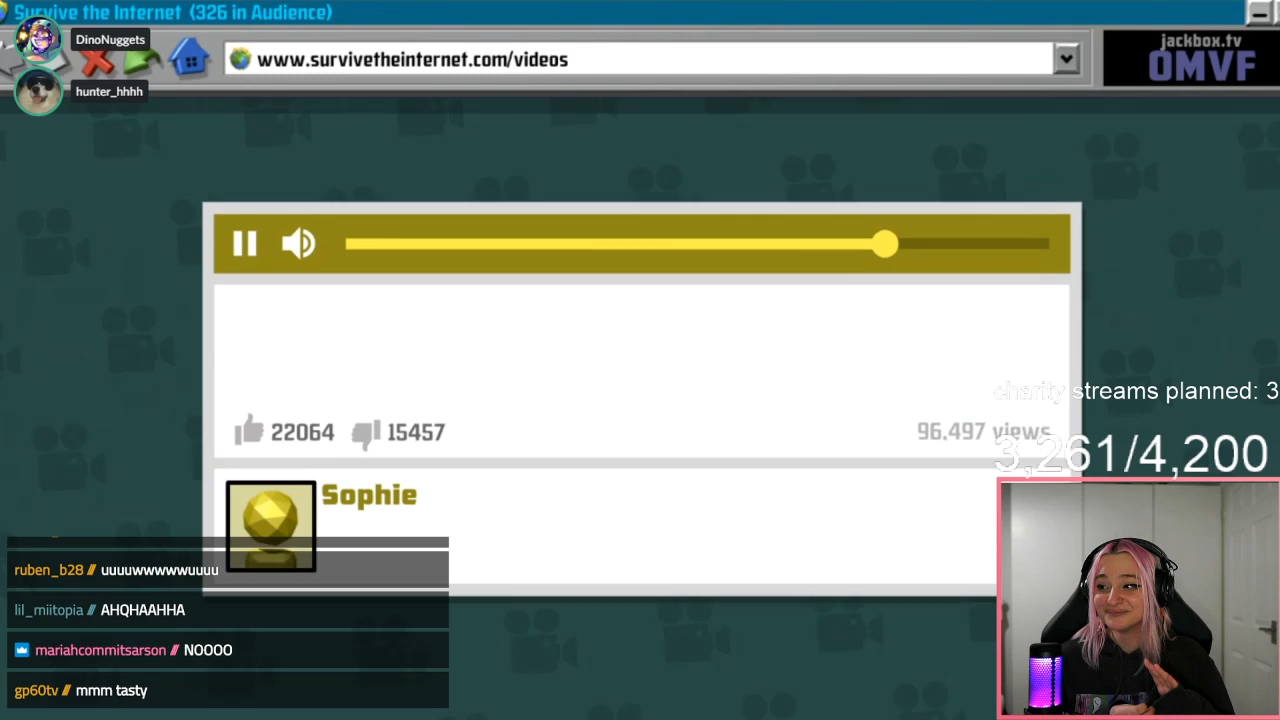 Survive the Internet (326 in Audience)
DinoNuggets
www.survivetheinternet.com/videos
jackbox.tv
OMVF
hunter_hhhh
charity streams planned: 3
22064 15457
96,497 views
3,261/4,200
Sophie
ruben_b28 // uuuuwwwwwuuuu
lil_miitopia // AHQHAAHHA
mariahcommitsarson // NOOOO
gp60tv // mmm tasty